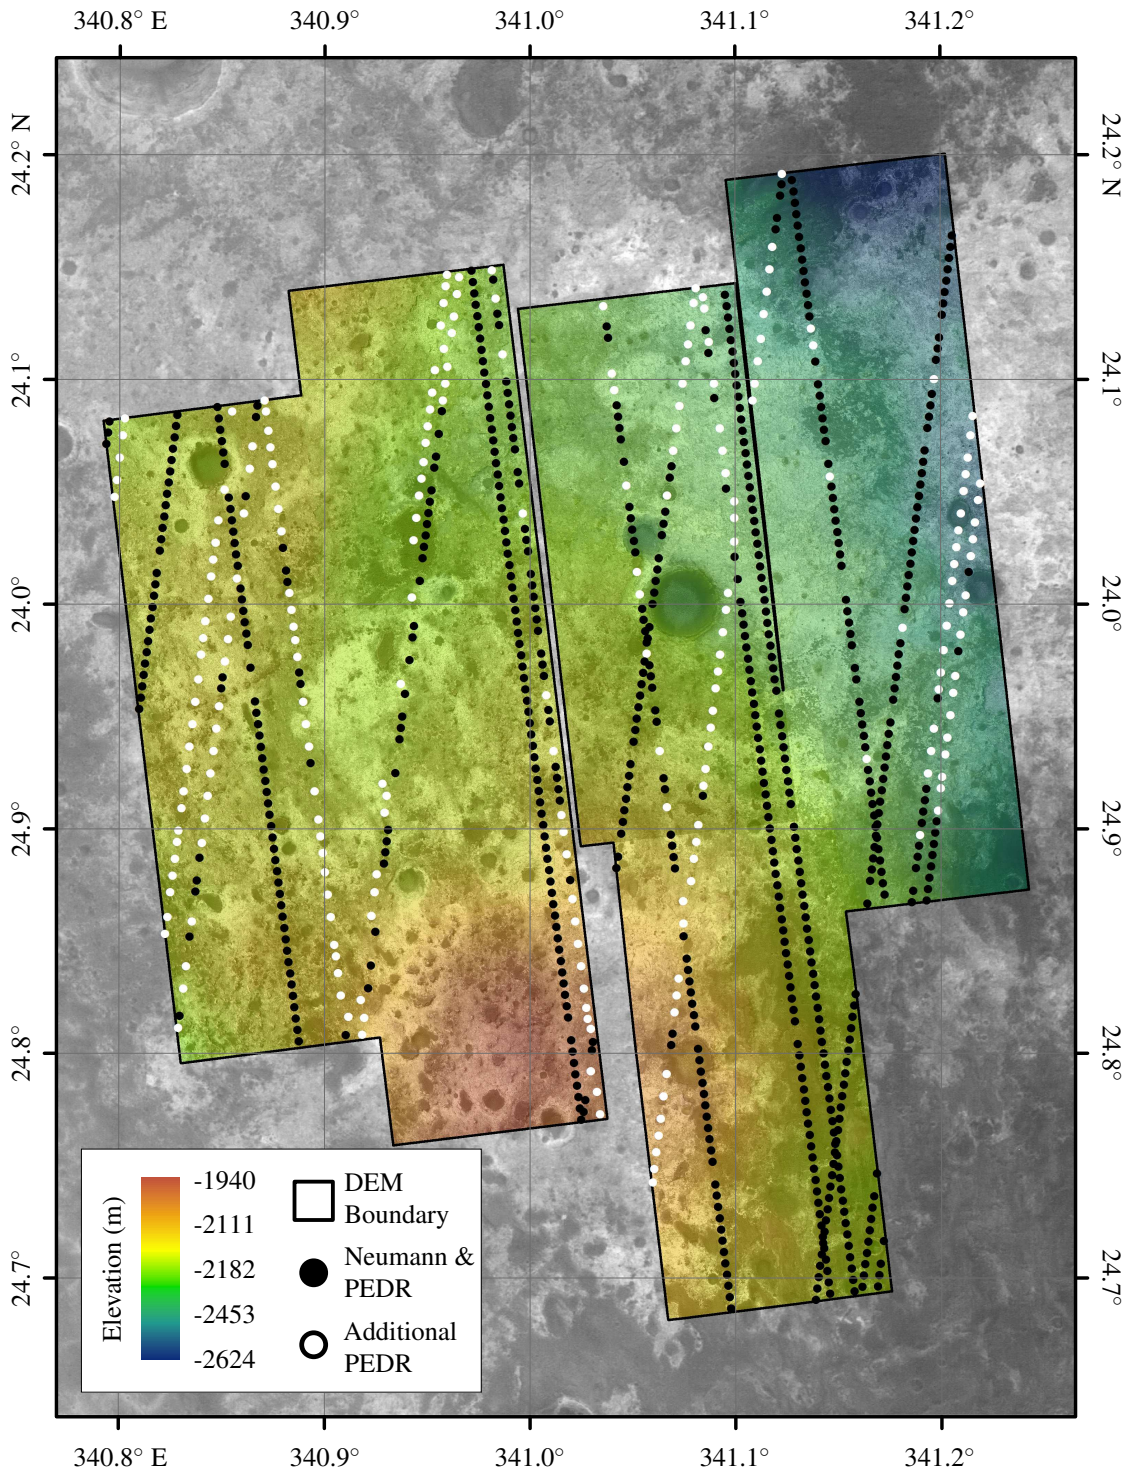 340.8° E 340.9° 341.0° 341.1° 341.2°
24.2° N 24.2° N
24.1° 24.1°
24.0° 24.0°
24.9° 24.9°
24.8° 24.8°
24.7° 24.7°
Elevation (m)
-1940
-2111
-2182
-2453
-2624
DEM
Boundary
Neumann &
PEDR
Additional
PEDR
340.8° E 340.9° 341.0° 341.1° 341.2°